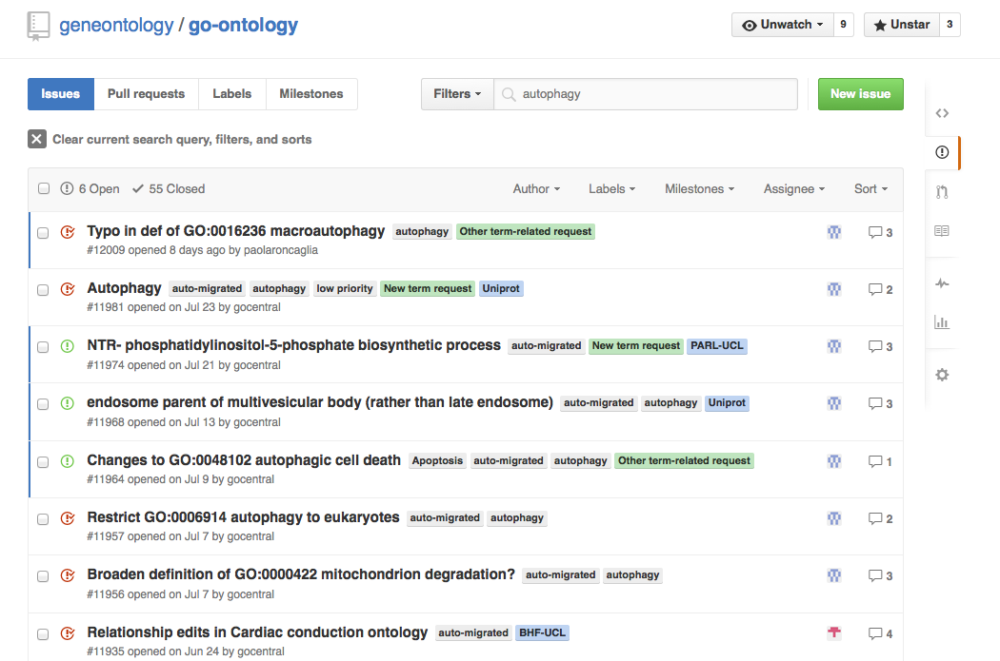 geneontology / go-ontology
Unwatch 9 Unstar 3
Issues Pull requests Labels Milestones Filters autophagy New issue
Clear current search query, filters, and sorts
6 Open 55 Closed Author Labels Milestones Assignee Sort
Typo in def of GO:0016236 macroautophagy autophagy Other term-related request 3
#12009 opened 8 days ago by paolaroncaglia
Autophagy auto-migrated autophagy low priority New term request Uniprot 2
#11981 opened on Jul 23 by gocentral
NTR- phosphatidylinositol-5-phosphate biosynthetic process auto-migrated New term request PARL-UCL 3
#11974 opened on Jul 21 by gocentral
endosome parent of multivesicular body (rather than late endosome) auto-migrated autophagy Uniprot 3
#11968 opened on Jul 13 by gocentral
Changes to GO:0048102 autophagic cell death Apoptosis auto-migrated autophagy Other term-related request 1
#11964 opened on Jul 9 by gocentral
Restrict GO:0006914 autophagy to eukaryotes auto-migrated autophagy 2
#11957 opened on Jul 7 by gocentral
Broaden definition of GO:0000422 mitochondrion degradation? auto-migrated autophagy 3
#11956 opened on Jul 7 by gocentral
Relationship edits in Cardiac conduction ontology auto-migrated BHF-UCL 4
#11935 opened on Jun 24 by gocentral